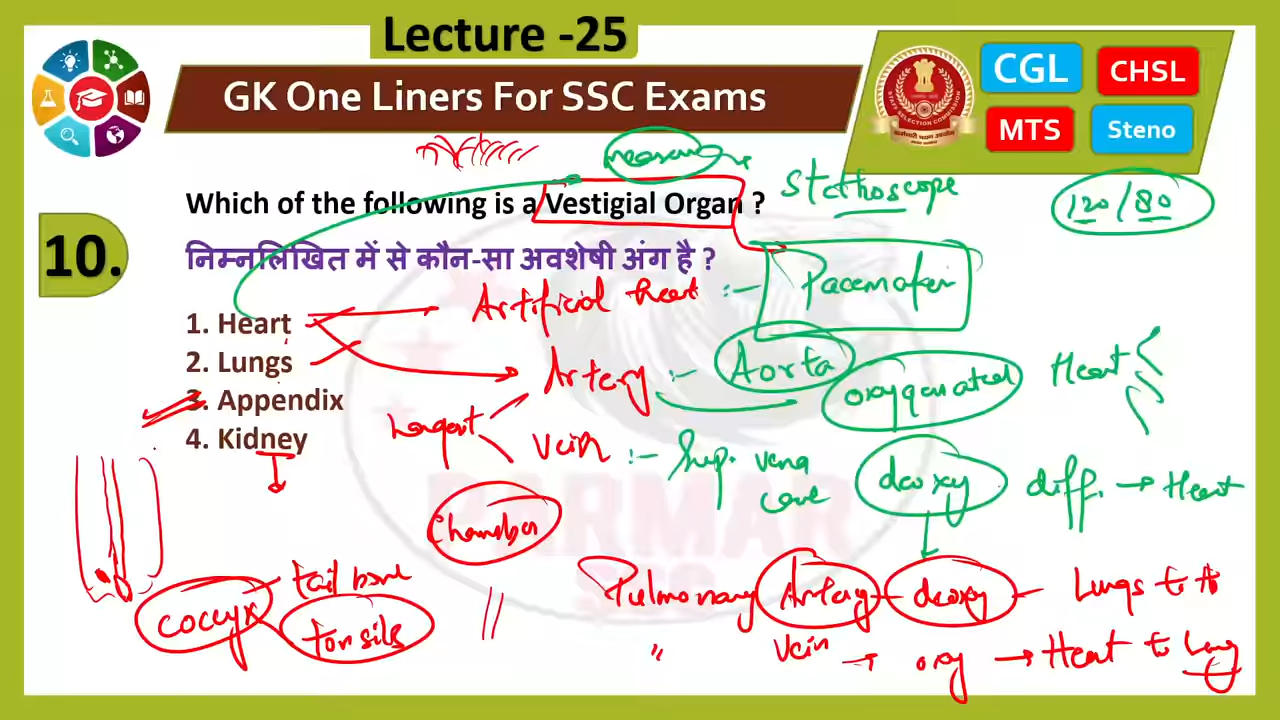 Lecture -25
GK One Liners For SSC Exams
CGL
CHSL
MTS
Steno
10.
Which of the following is a Vestigial Organ ?
निम्नलिखित में से कौन-सा अवशेषी अंग है ?
1. Heart
2. Lungs
3. Appendix
4. Kidney
Stethoscope
120/80
Artificial heart :- Pacemaker
Artery :- Aorta
oxygenated
Heart
Vein :- Sup. vena cave
deoxy
diff. → Heart
Chamber
coccyx
tail bone
tonsils
Pulmonary Artery deoxy Lungs to
" Vein → oxy → Heart to Lung
PARMAR
SSC